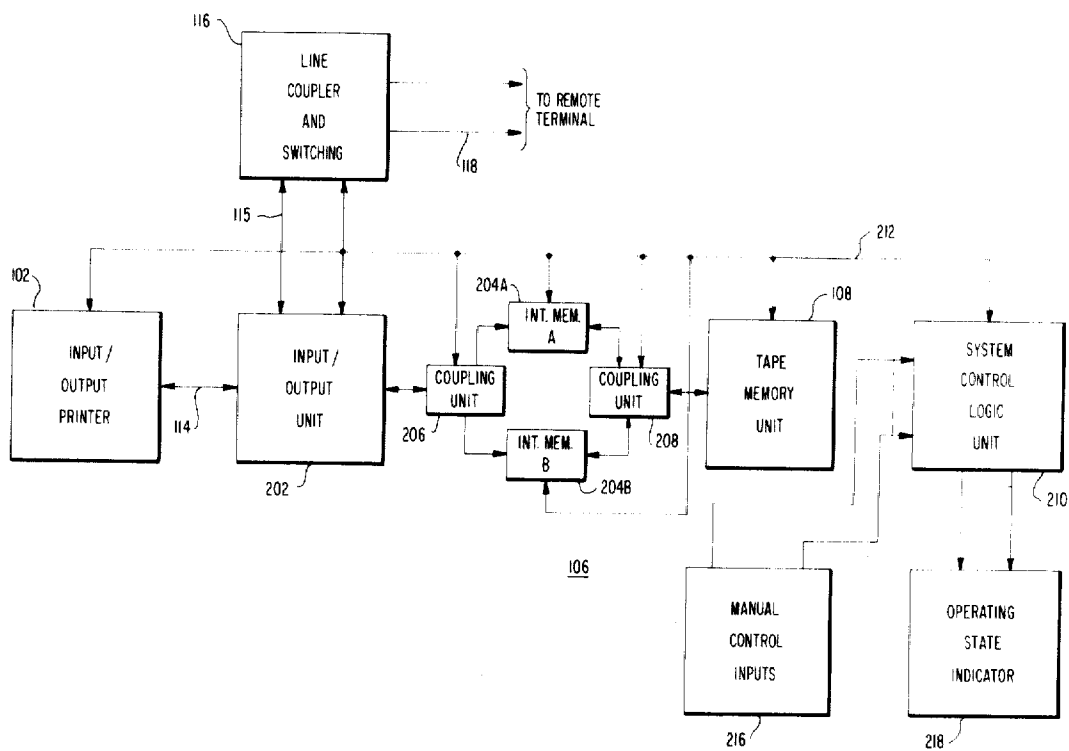 116
LINE
COUPLER
AND
SWITCHING
TO REMOTE
TERMINAL
118
115
212
102
INPUT/
OUTPUT
PRINTER
114
INPUT/
OUTPUT
UNIT
202
COUPLING
UNIT
206
204A
INT. MEM.
A
INT. MEM.
B
204B
COUPLING
UNIT
208
108
TAPE
MEMORY
UNIT
SYSTEM
CONTROL
LOGIC
UNIT
210
106
MANUAL
CONTROL
INPUTS
216
OPERATING
STATE
INDICATOR
218